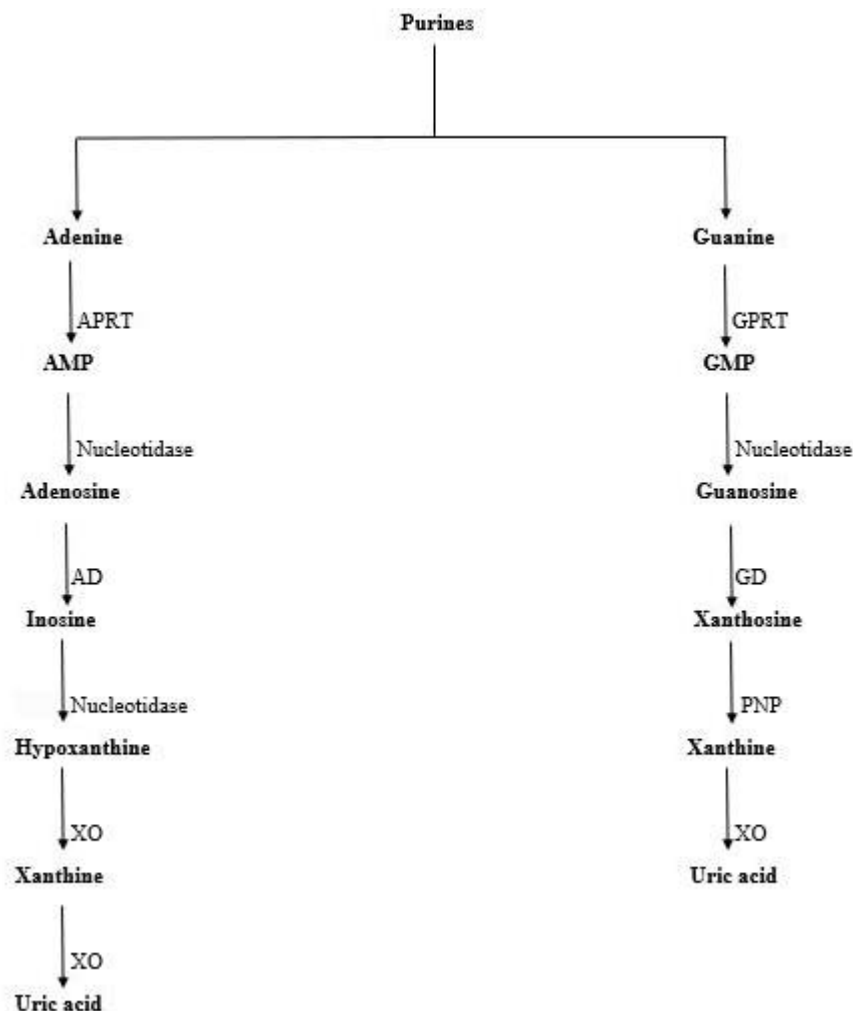 Purines
Adenine
Guanine
APRT
GPRT
AMP
GMP
Nucleotidase
Nucleotidase
Adenosine
Guanosine
AD
GD
Inosine
Xanthosine
Nucleotidase
PNP
Hypoxanthine
Xanthine
XO
XO
Xanthine
Uric acid
XO
Uric acid